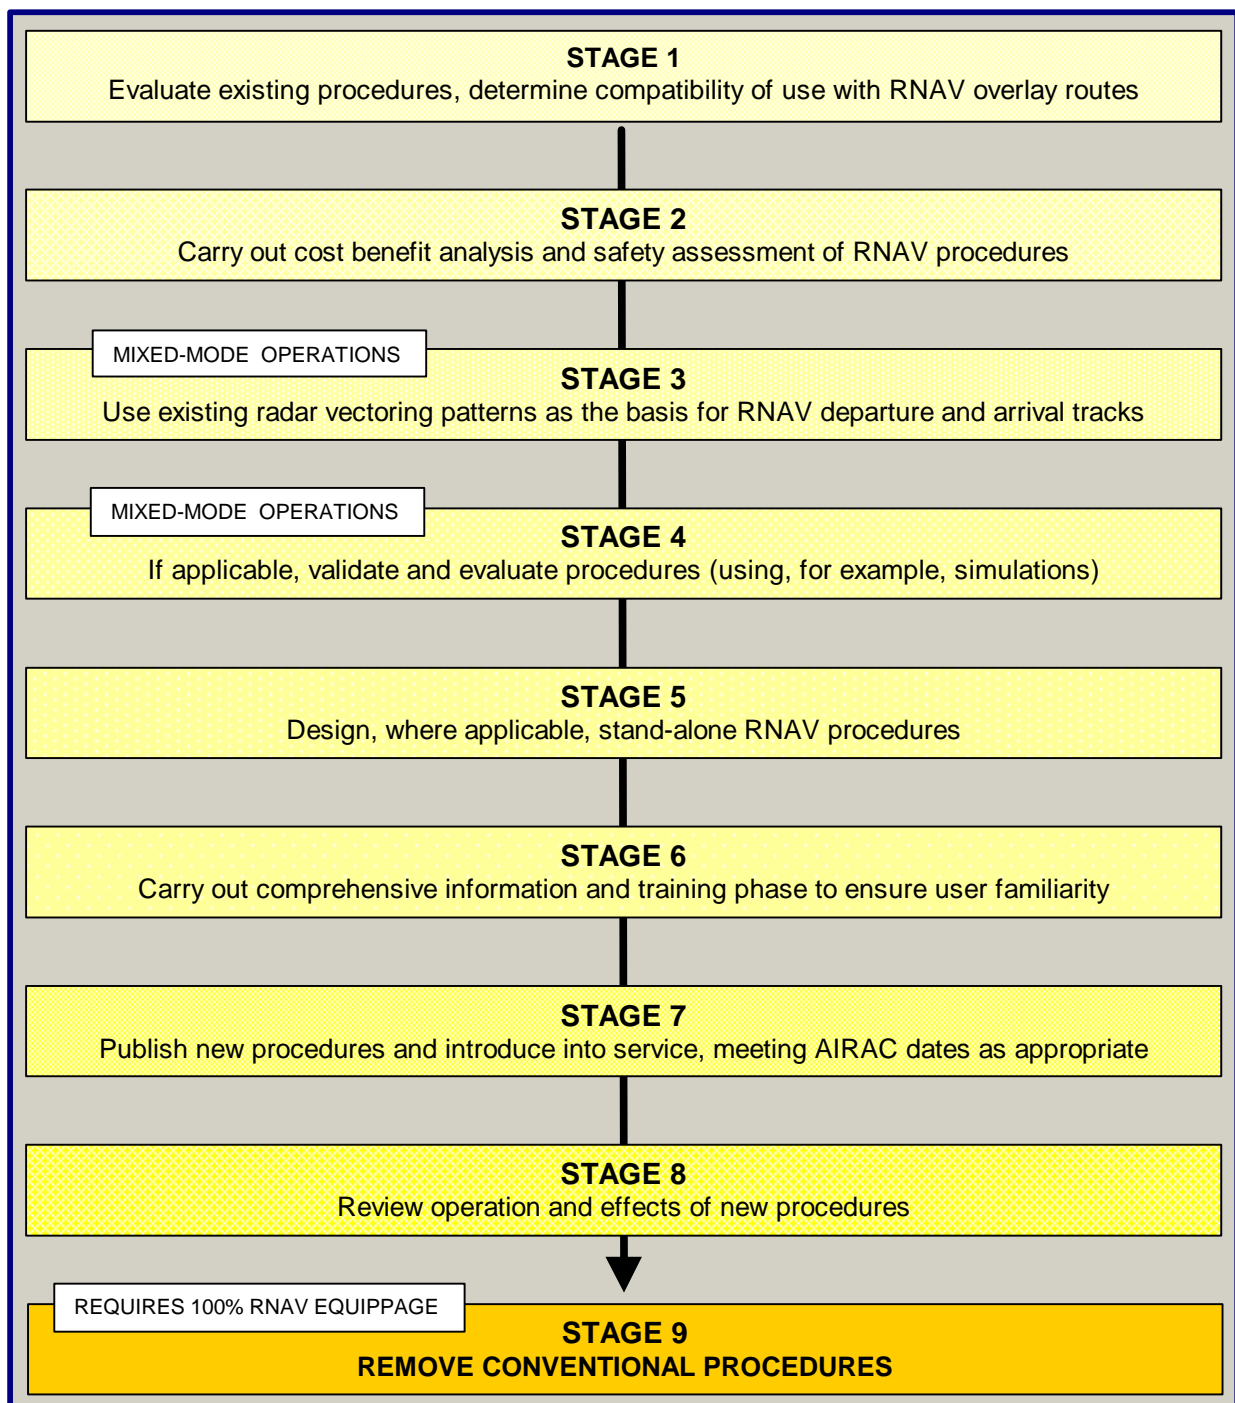 STAGE 1
Evaluate existing procedures, determine compatibility of use with RNAV overlay routes
STAGE 2
Carry out cost benefit analysis and safety assessment of RNAV procedures
MIXED-MODE OPERATIONS
STAGE 3
Use existing radar vectoring patterns as the basis for RNAV departure and arrival tracks
MIXED-MODE OPERATIONS
STAGE 4
If applicable, validate and evaluate procedures (using, for example, simulations)
STAGE 5
Design, where applicable, stand-alone RNAV procedures
STAGE 6
Carry out comprehensive information and training phase to ensure user familiarity
STAGE 7
Publish new procedures and introduce into service, meeting AIRAC dates as appropriate
STAGE 8
Review operation and effects of new procedures
REQUIRES 100% RNAV EQUIPPAGE
STAGE 9
REMOVE CONVENTIONAL PROCEDURES